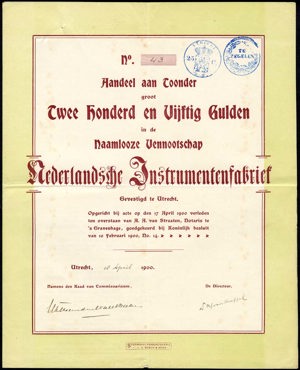 No. 43
Aandeel aan Toonder
groot
Twee Honderd en Vijftig Gulden
in de
Naamlooze Vennootschap
Nederlandsche Instrumentenfabriek
Gevestigd te Utrecht.
Opgericht bij acte op den 17 April 1900 verleden
ten overstaan van A. H. van Straaten, Notaris te
's Gravenhage, goedgekeurd bij Koninklijk besluit
van 10 Februari 1900, No. 14.
Utrecht, 18 April 1900.
Namens den Raad van Commissarissen. De Directeur.